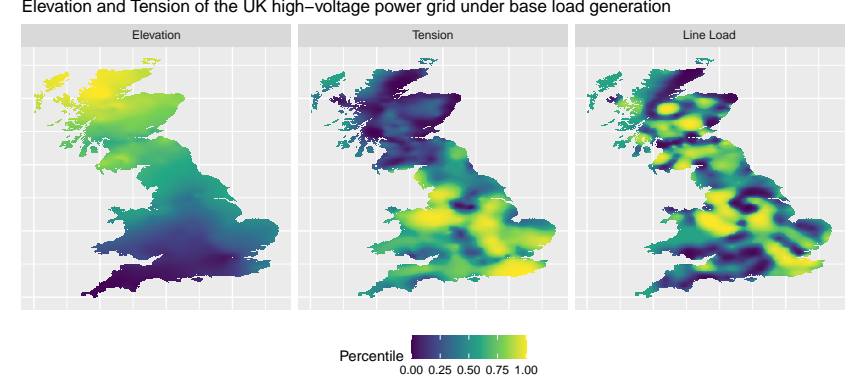 Elevation and Tension of the UK high−voltage power grid under base load generation
Elevation
Tension
Line Load
Percentile
0.00 0.25 0.50 0.75 1.00